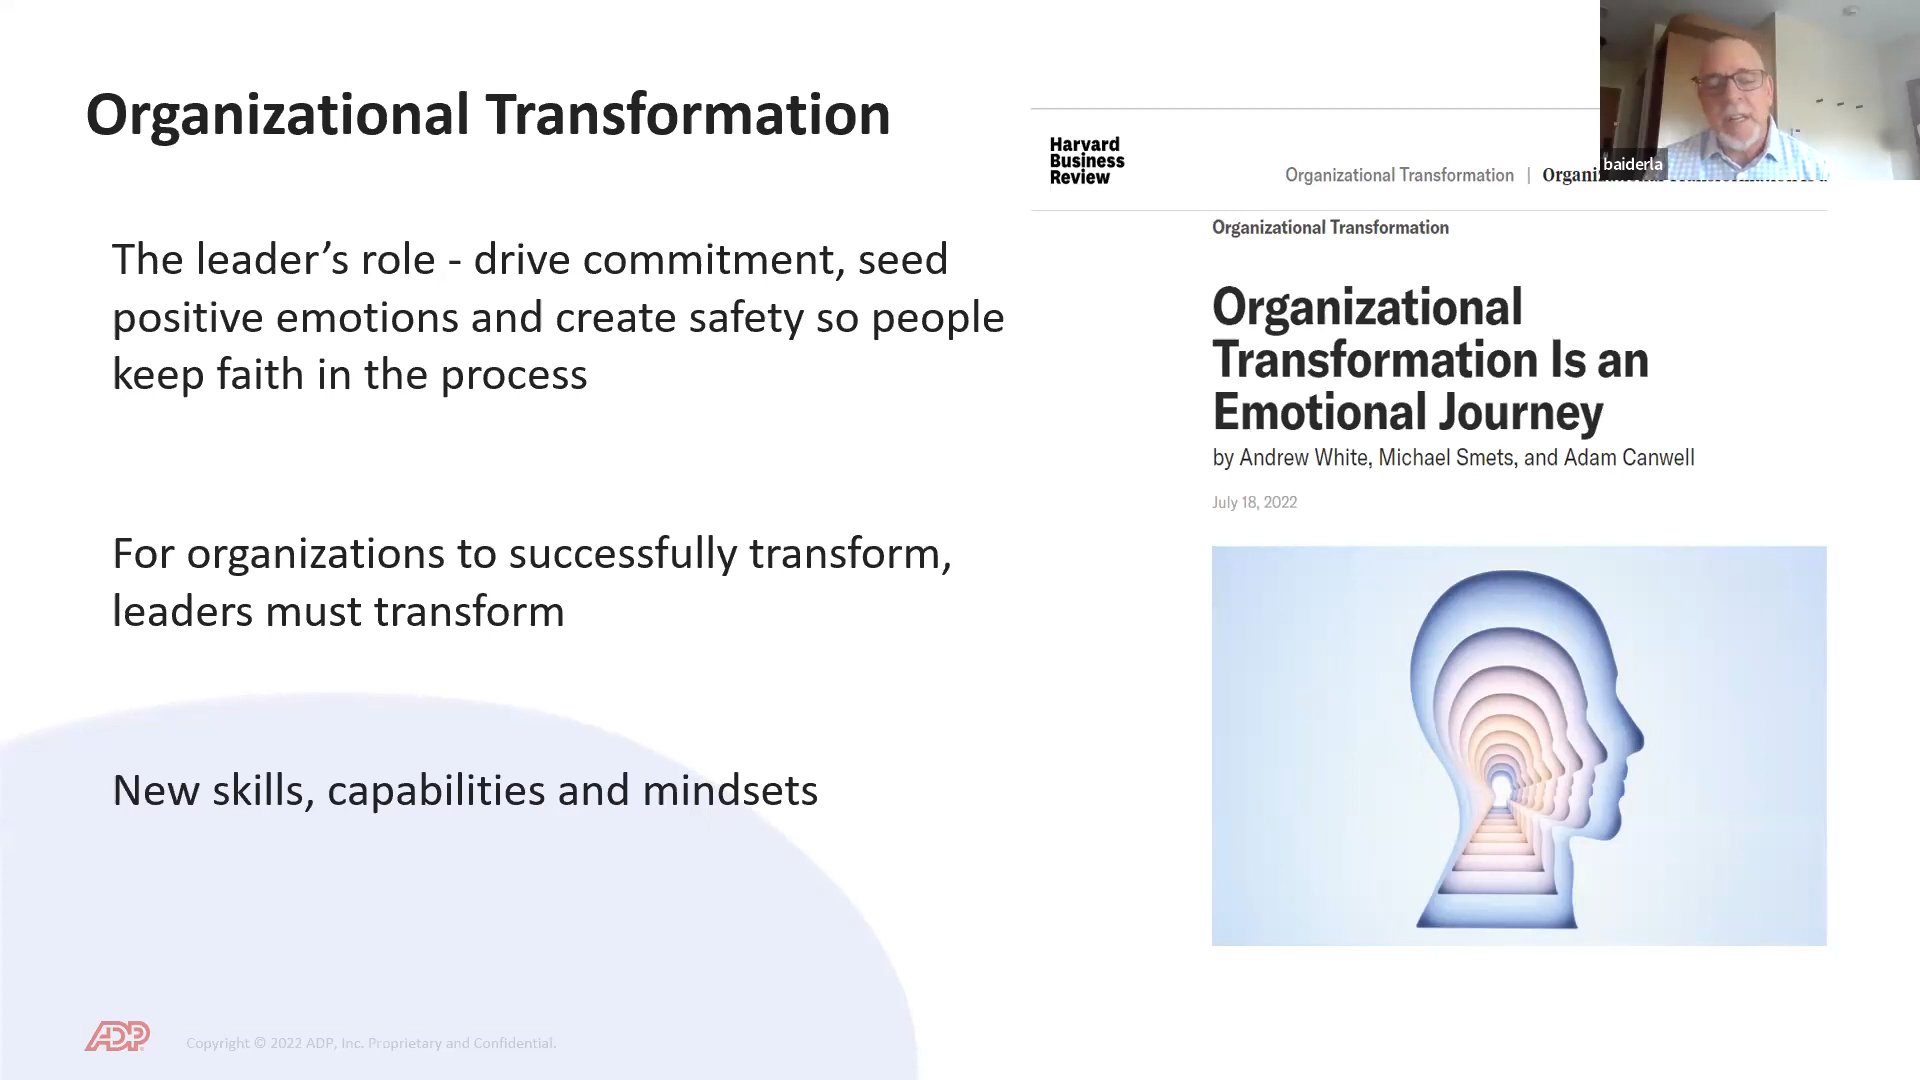 Organizational Transformation
The leader’s role - drive commitment, seed
positive emotions and create safety so people
keep faith in the process
For organizations to successfully transform,
leaders must transform
New skills, capabilities and mindsets
ADP
Copyright © 2022 ADP, Inc. Proprietary and Confidential.
Harvard
Business
Review
Organizational Transformation | Organi
baiderla
Organizational Transformation
Organizational
Transformation Is an
Emotional Journey
by Andrew White, Michael Smets, and Adam Canwell
July 18, 2022